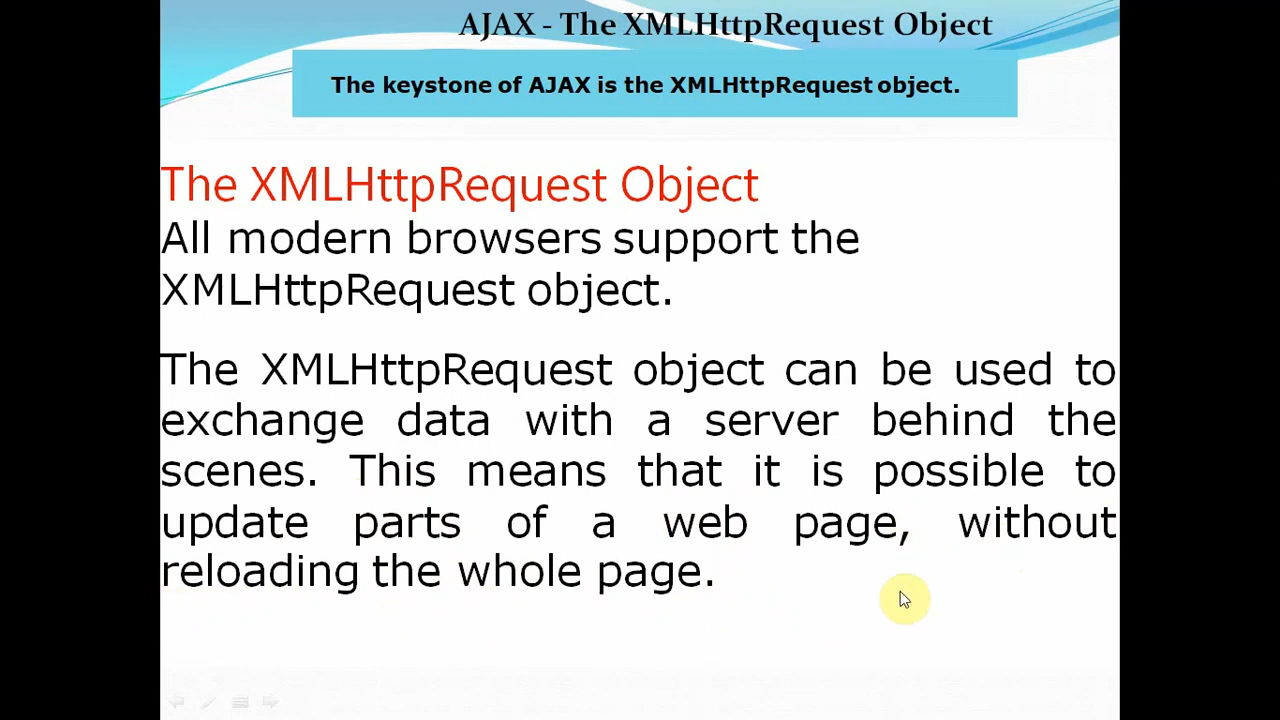 AJAX - The XMLHttpRequest Object
The keystone of AJAX is the XMLHttpRequest object.
The XMLHttpRequest Object
All modern browsers support the
XMLHttpRequest object.
The XMLHttpRequest object can be used to
exchange data with a server behind the
scenes. This means that it is possible to
update parts of a web page, without
reloading the whole page.